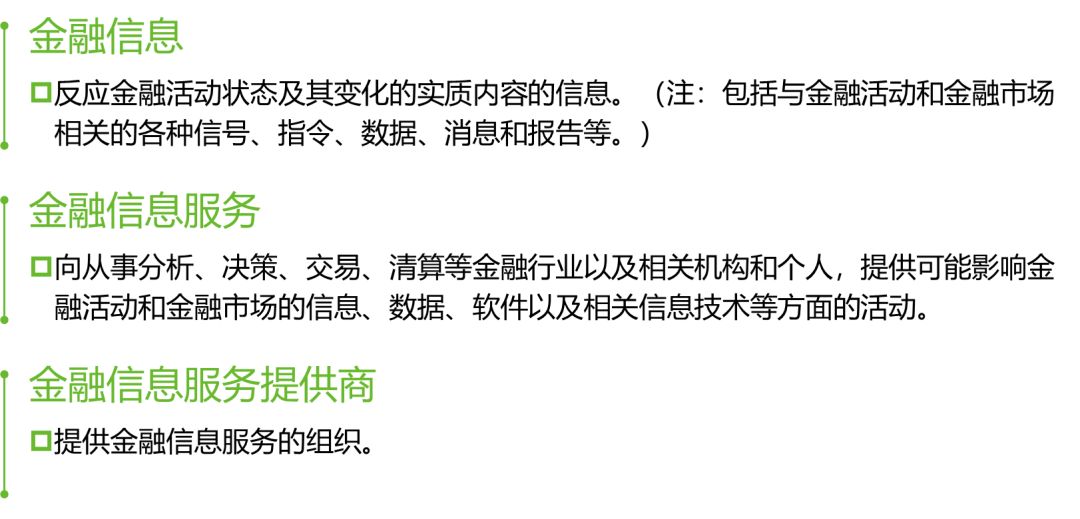 金融信息
反应金融活动状态及其变化的实质内容的信息。（注：包括与金融活动和金融市场
相关的各种信号、指令、数据、消息和报告等。）
金融信息服务
向从事分析、决策、交易、清算等金融行业以及相关机构和个人，提供可能影响金
融活动和金融市场的信息、数据、软件以及相关信息技术等方面的活动。
金融信息服务提供商
提供金融信息服务的组织。